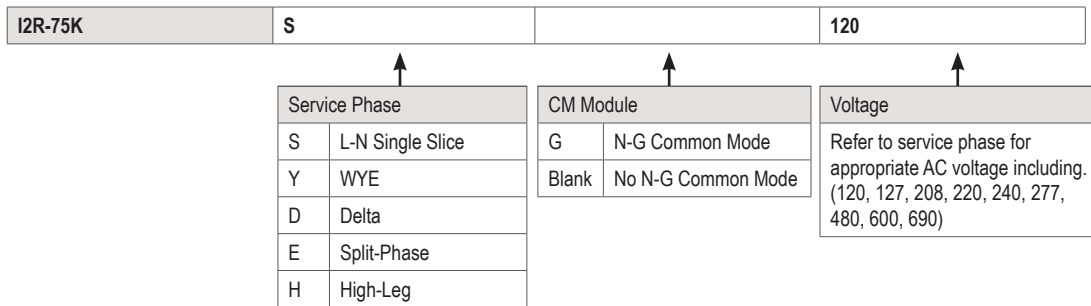 I2R-75K S 120
Service Phase
S L-N Single Slice
Y WYE
D Delta
E Split-Phase
H High-Leg
CM Module
G N-G Common Mode
Blank No N-G Common Mode
Voltage
Refer to service phase for
appropriate AC voltage including.
(120, 127, 208, 220, 240, 277,
480, 600, 690)